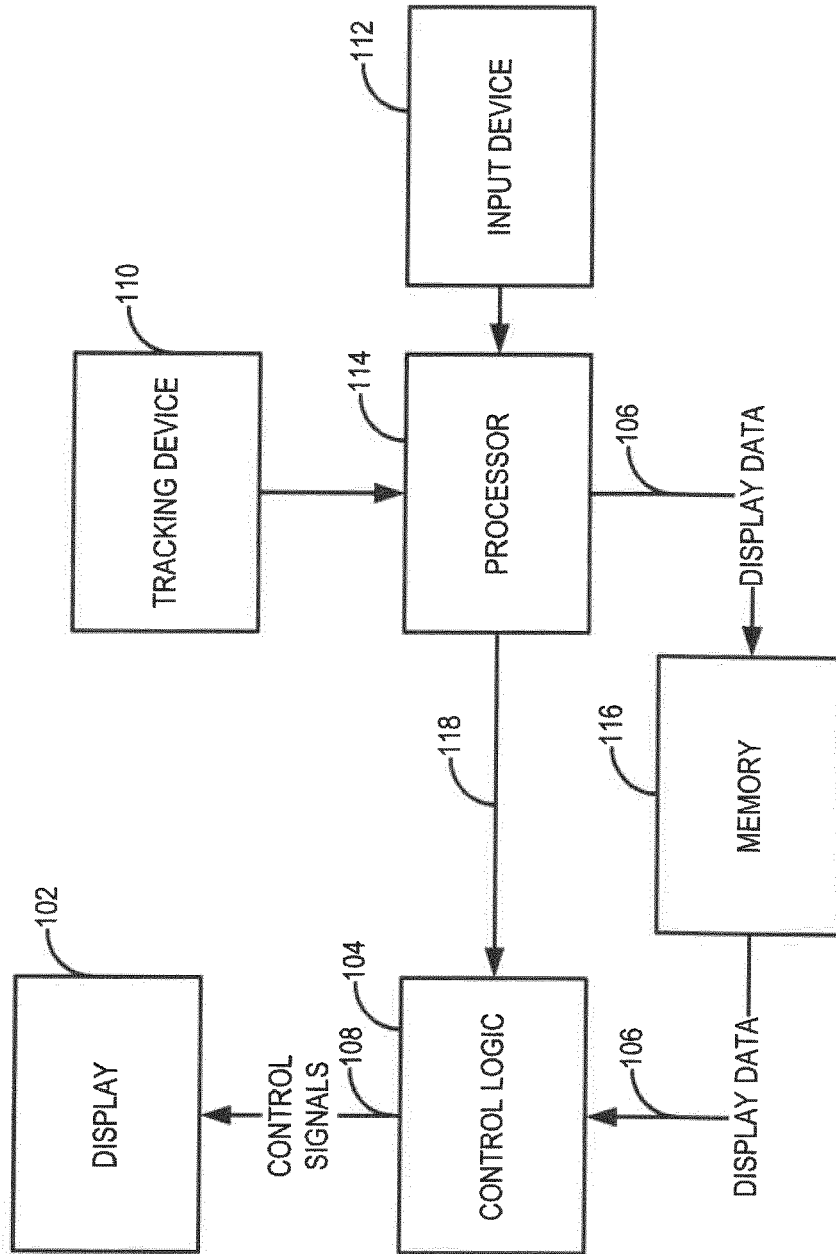 102
DISPLAY
CONTROL
SIGNALS
108
104
CONTROL LOGIC
106
DISPLAY DATA
118
116
MEMORY
110
TRACKING DEVICE
114
PROCESSOR
106
DISPLAY DATA
112
INPUT DEVICE